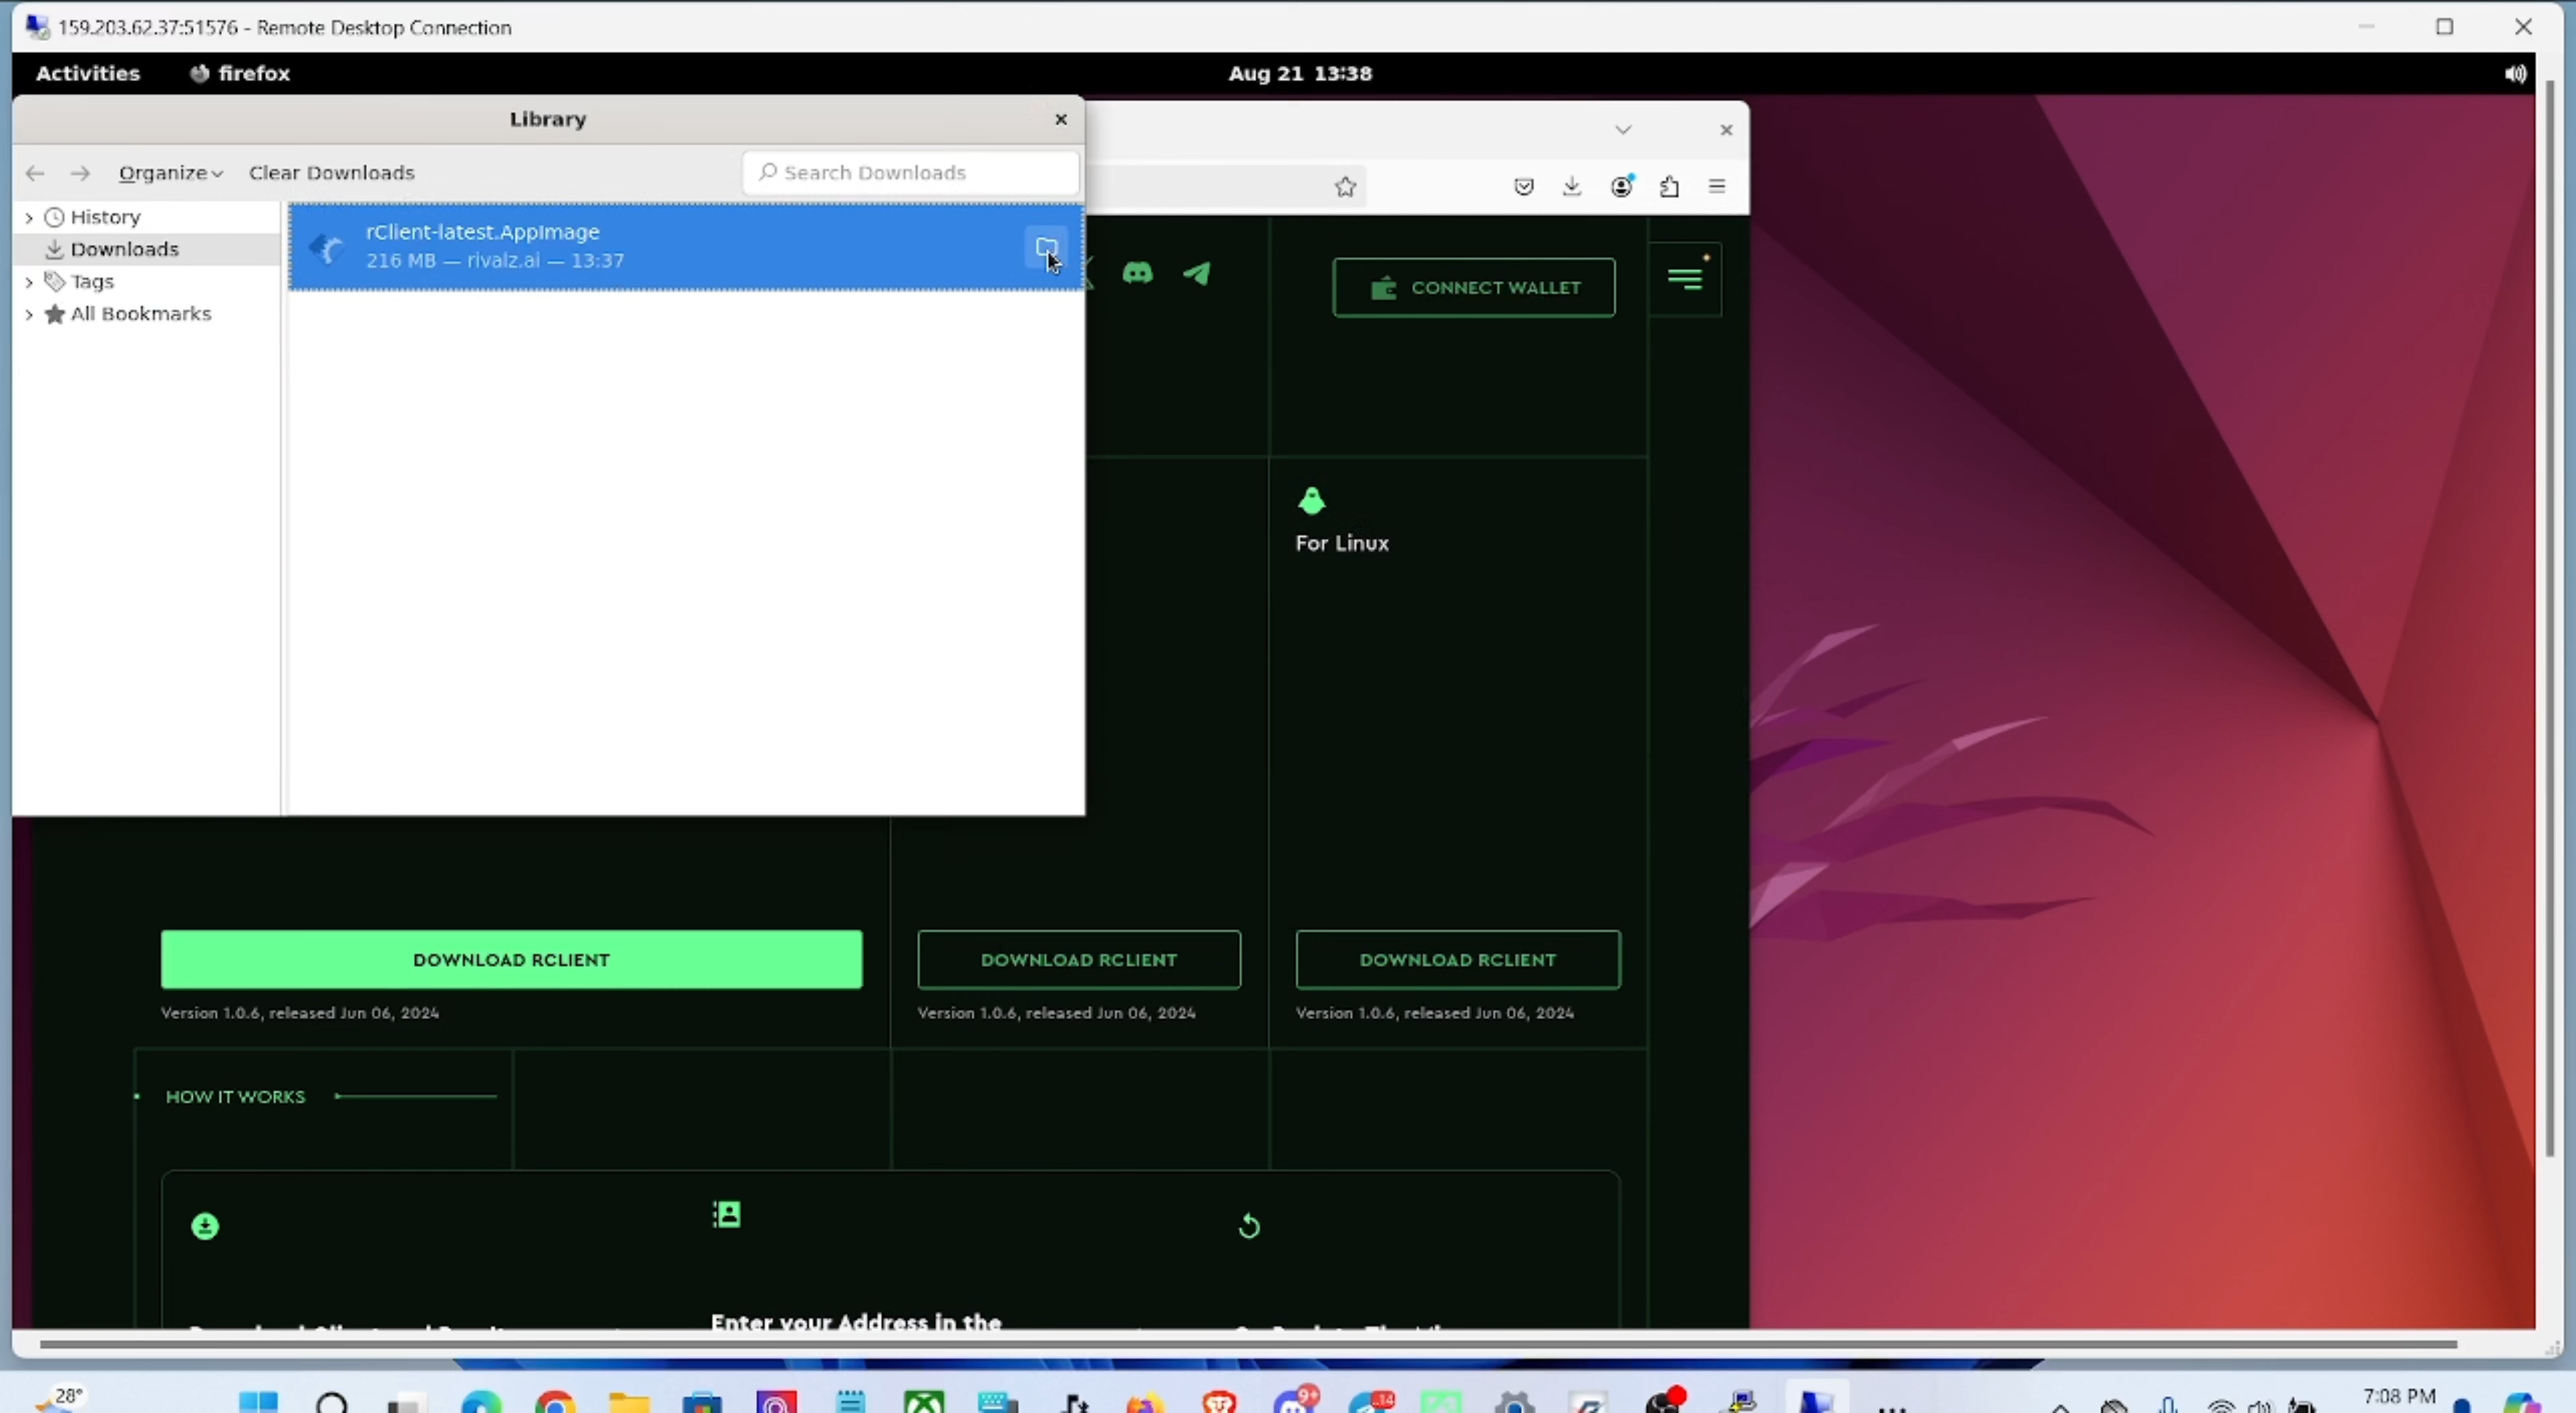 159.203.62.37:51576 - Remote Desktop Connection
Activities
firefox
Aug 21 13:38
Library
Organize
Clear Downloads
Search Downloads
History
Downloads
Tags
All Bookmarks
rClient-latest.AppImage
216 MB — rivalz.ai — 13:37
CONNECT WALLET
For Linux
DOWNLOAD RCLIENT
DOWNLOAD RCLIENT
DOWNLOAD RCLIENT
Version 1.0.6, released Jun 06, 2024
Version 1.0.6, released Jun 06, 2024
Version 1.0.6, released Jun 06, 2024
HOW IT WORKS
Enter your Address in the
28°
9+
14
7:08 PM